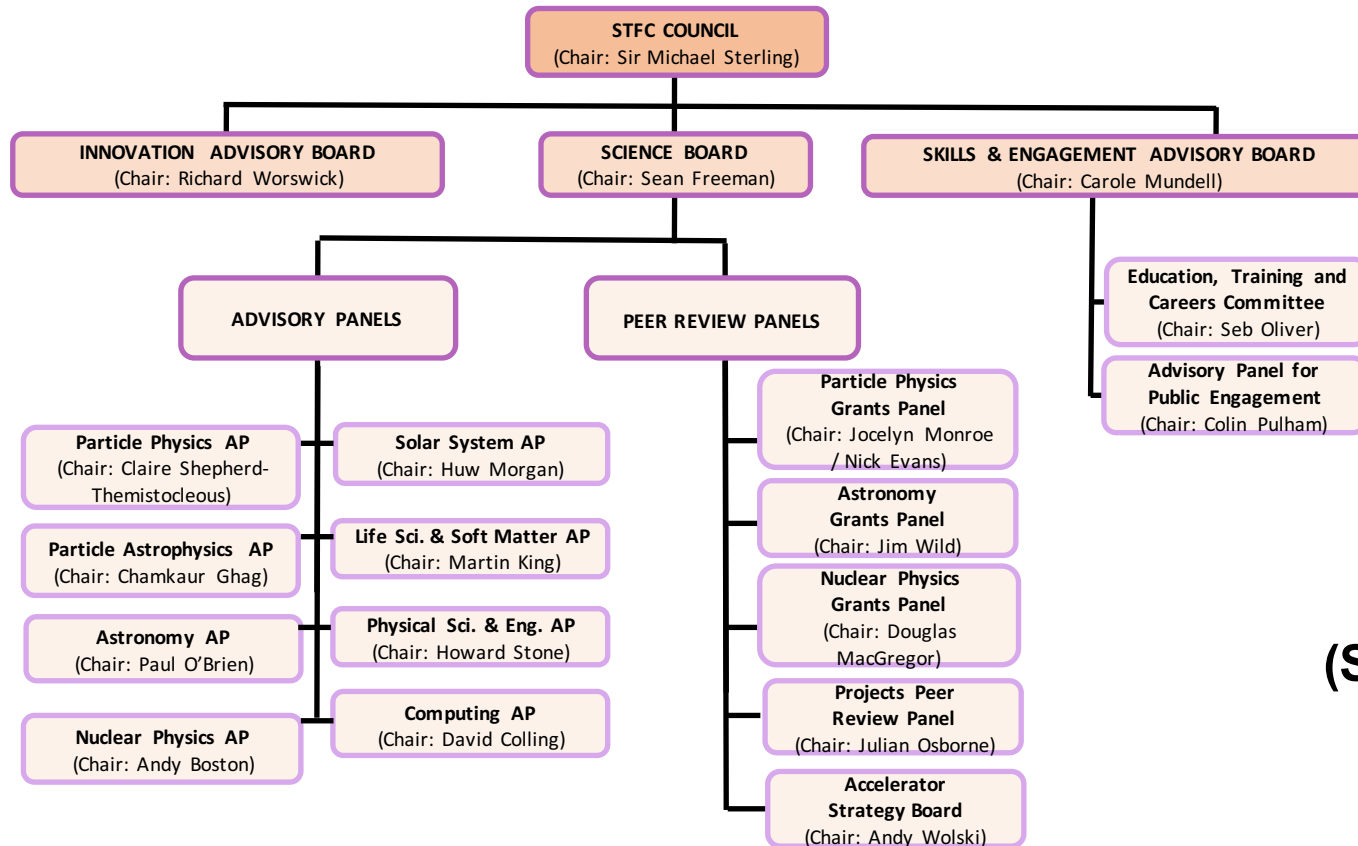 STFC COUNCIL
(Chair: Sir Michael Sterling)
INNOVATION ADVISORY BOARD
(Chair: Richard Worswick)
SCIENCE BOARD
(Chair: Sean Freeman)
SKILLS & ENGAGEMENT ADVISORY BOARD
(Chair: Carole Mundell)
ADVISORY PANELS
PEER REVIEW PANELS
Education, Training and
Careers Committee
(Chair: Seb Oliver)
Advisory Panel for
Public Engagement
(Chair: Colin Pulham)
Particle Physics AP
(Chair: Claire Shepherd-
Themistocleous)
Solar System AP
(Chair: Huw Morgan)
Particle Astrophysics AP
(Chair: Chamkaur Ghag)
Life Sci. & Soft Matter AP
(Chair: Martin King)
Astronomy AP
(Chair: Paul O’Brien)
Physical Sci. & Eng. AP
(Chair: Howard Stone)
Nuclear Physics AP
(Chair: Andy Boston)
Computing AP
(Chair: David Colling)
Particle Physics
Grants Panel
(Chair: Jocelyn Monroe
/ Nick Evans)
Astronomy
Grants Panel
(Chair: Jim Wild)
Nuclear Physics
Grants Panel
(Chair: Douglas
MacGregor)
Projects Peer
Review Panel
(Chair: Julian Osborne)
Accelerator
Strategy Board
(Chair: Andy Wolski)
(S